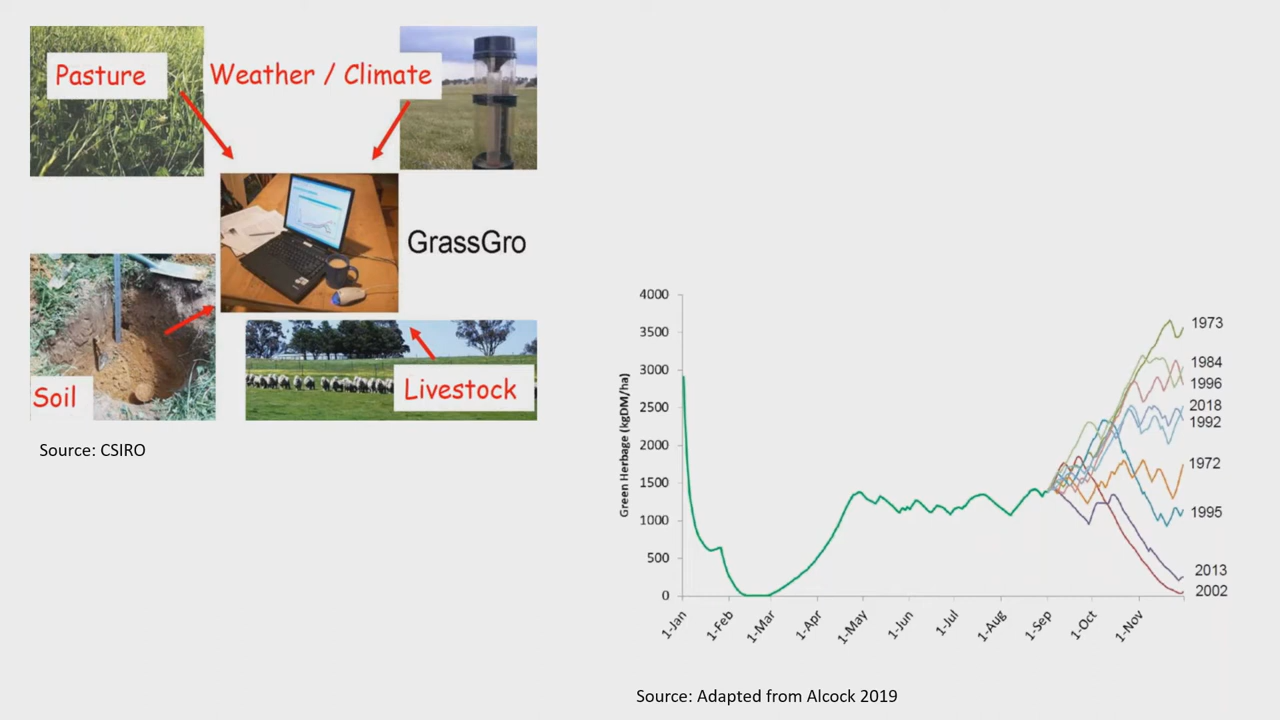 Pasture
Weather / Climate
GrassGro
Soil
Livestock
Source: CSIRO
Green Herbage (kgDM/ha)
4000
3500
3000
2500
2000
1500
1000
500
0
1-Jan
1-Feb
1-Mar
1-Apr
1-May
1-Jun
1-Jul
1-Aug
1-Sep
1-Oct
1-Nov
1973
1984
1996
2018
1992
1972
1995
2013
2002
Source: Adapted from Alcock 2019